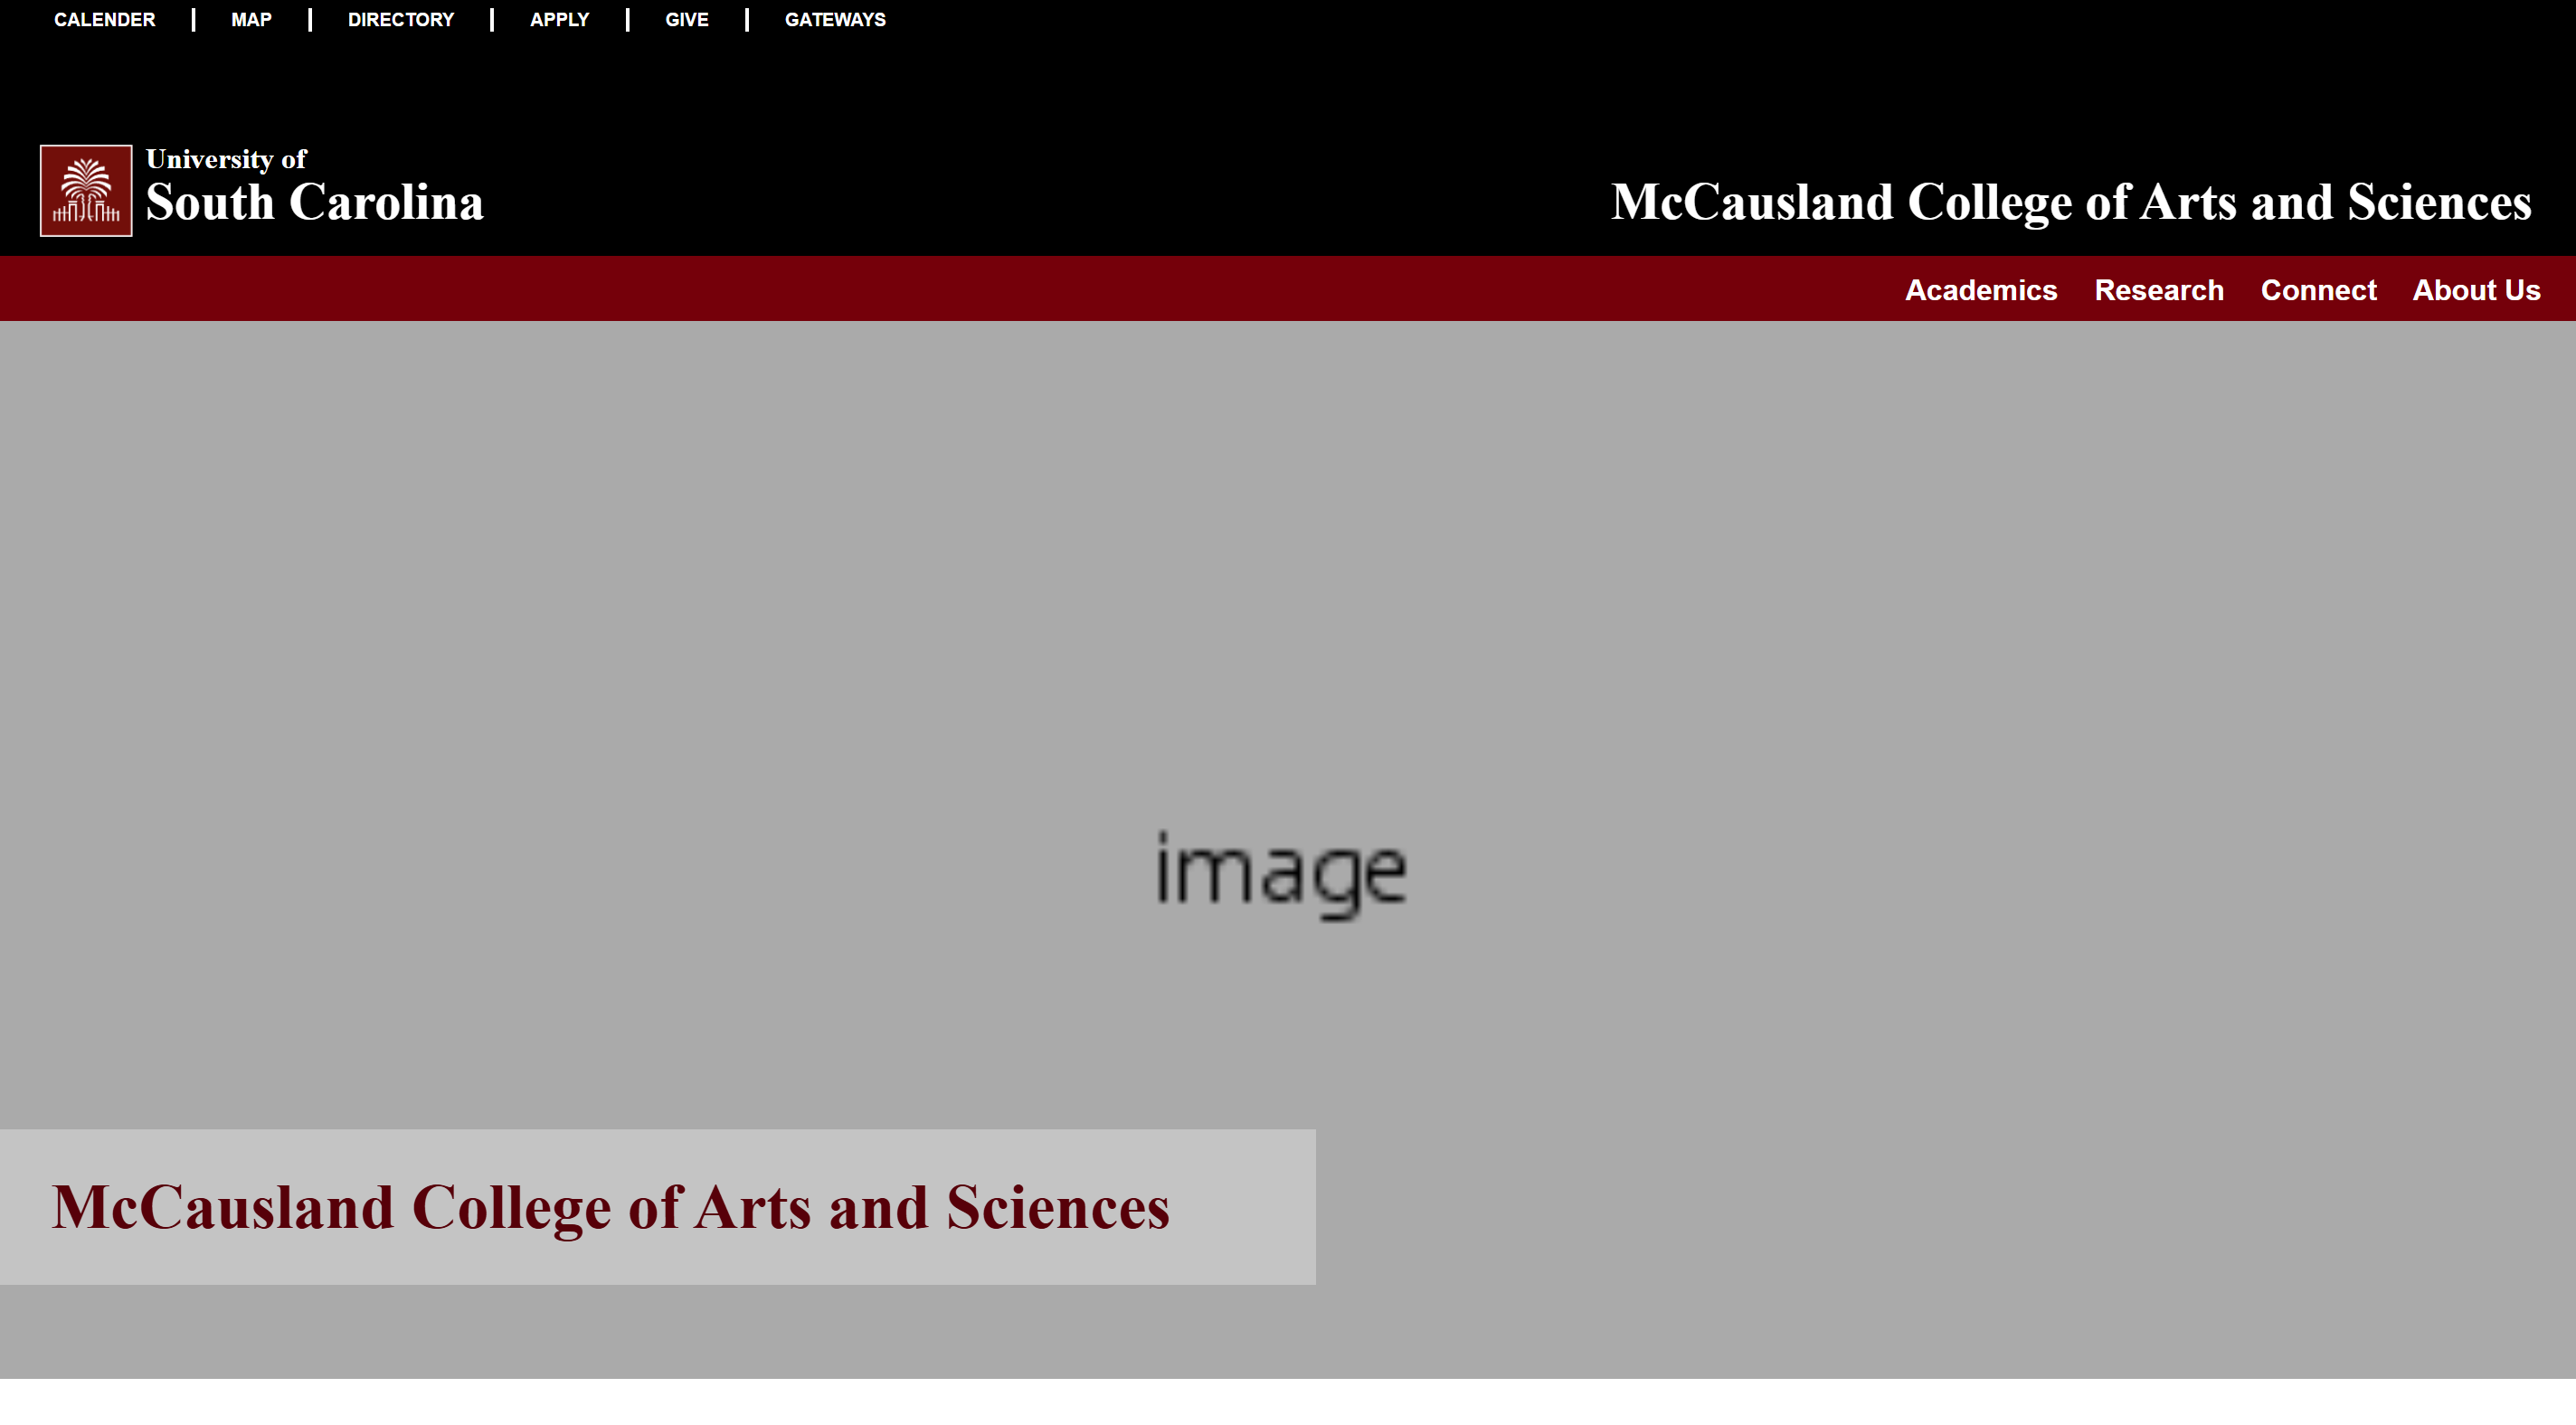 CALENDER | MAP | DIRECTORY | APPLY | GIVE | GATEWAYS
University of
South Carolina
McCausland College of Arts and Sciences
Academics Research Connect About Us
image
McCausland College of Arts and Sciences